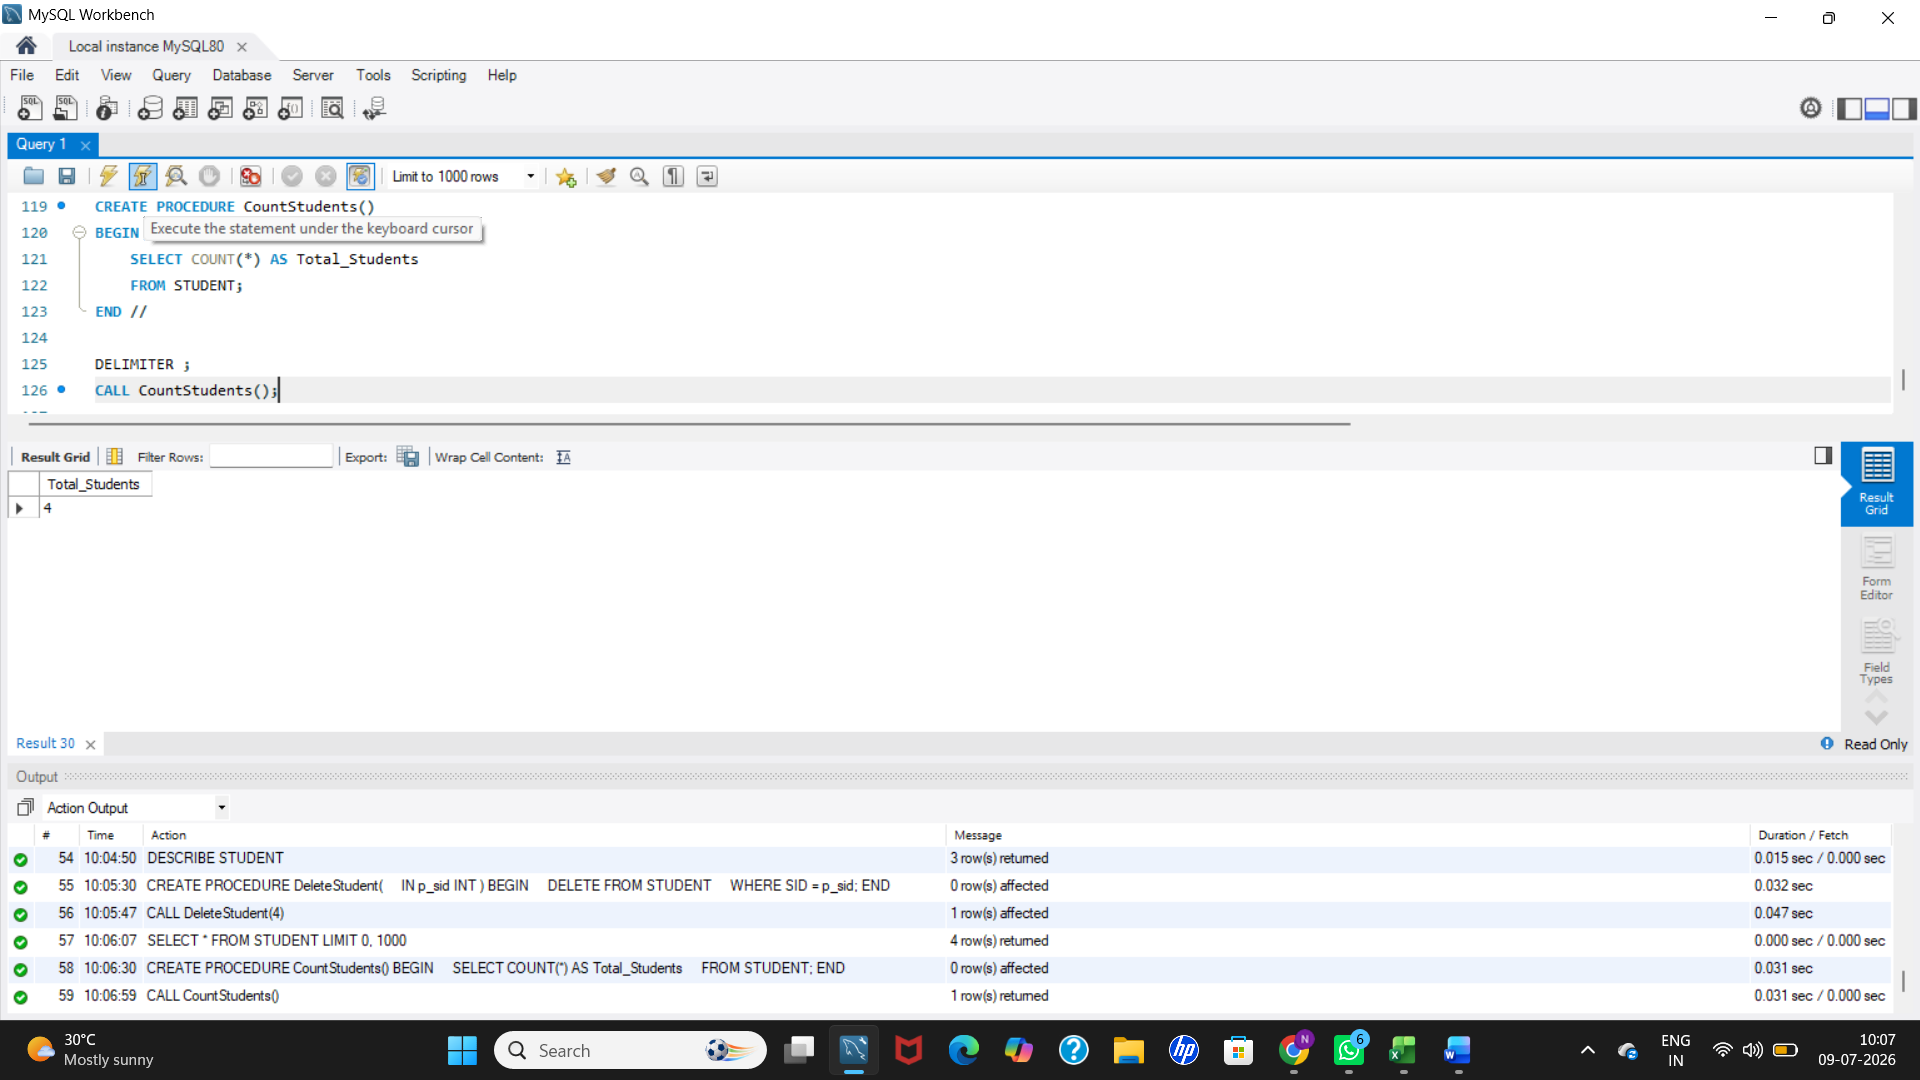 MySQL Workbench
Local instance MySQL80
File Edit View Query Database Server Tools Scripting Help
Query 1
Limit to 1000 rows
119 CREATE PROCEDURE CountStudents()
120 BEGIN
Execute the statement under the keyboard cursor
121 SELECT COUNT(*) AS Total_Students
122 FROM STUDENT;
123 END //
124
125 DELIMITER ;
126 CALL CountStudents();
Result Grid Filter Rows: Export: Wrap Cell Content:
Total_Students
4
Result
Grid
Form
Editor
Field
Types
Result 30
Read Only
Output
Action Output
# Time Action Message Duration / Fetch
54 10:04:50 DESCRIBE STUDENT 3 row(s) returned 0.015 sec / 0.000 sec
55 10:05:30 CREATE PROCEDURE DeleteStudent( IN p_sid INT ) BEGIN DELETE FROM STUDENT WHERE SID = p_sid; END 0 row(s) affected 0.032 sec
56 10:05:47 CALL DeleteStudent(4) 1 row(s) affected 0.047 sec
57 10:06:07 SELECT * FROM STUDENT LIMIT 0, 1000 4 row(s) returned 0.000 sec / 0.000 sec
58 10:06:30 CREATE PROCEDURE CountStudents() BEGIN SELECT COUNT(*) AS Total_Students FROM STUDENT; END 0 row(s) affected 0.031 sec
59 10:06:59 CALL CountStudents() 1 row(s) returned 0.031 sec / 0.000 sec
30°C
Mostly sunny
Search
N
6
ENG
IN
10:07
09-07-2026